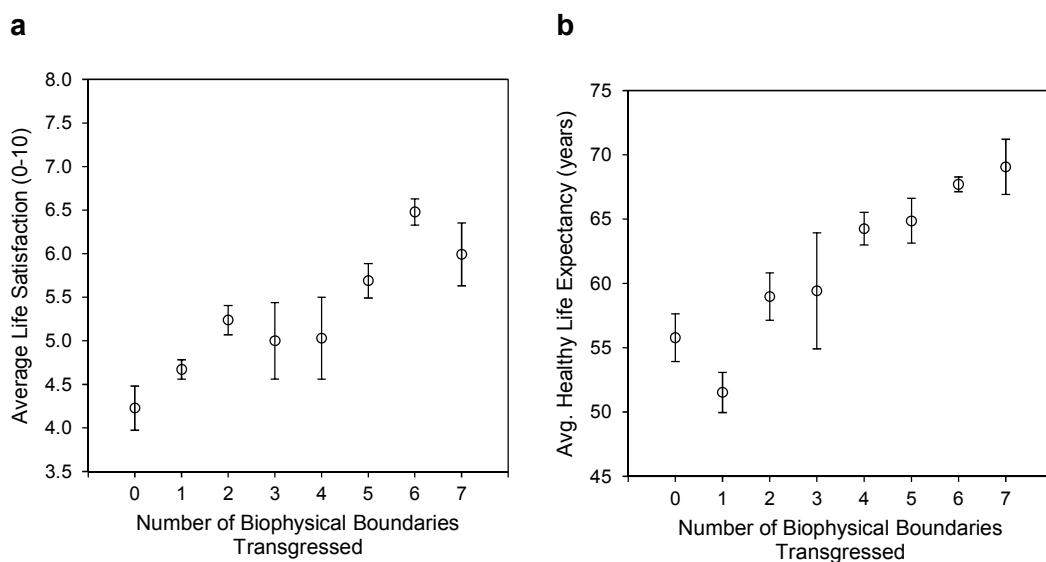 a
Average Life Satisfaction (0-10)
8.0
7.5
7.0
6.5
6.0
5.5
5.0
4.5
4.0
3.5
0 1 2 3 4 5 6 7
Number of Biophysical Boundaries
Transgressed
b
Avg. Healthy Life Expectancy (years)
75
70
65
60
55
50
45
0 1 2 3 4 5 6 7
Number of Biophysical Boundaries
Transgressed